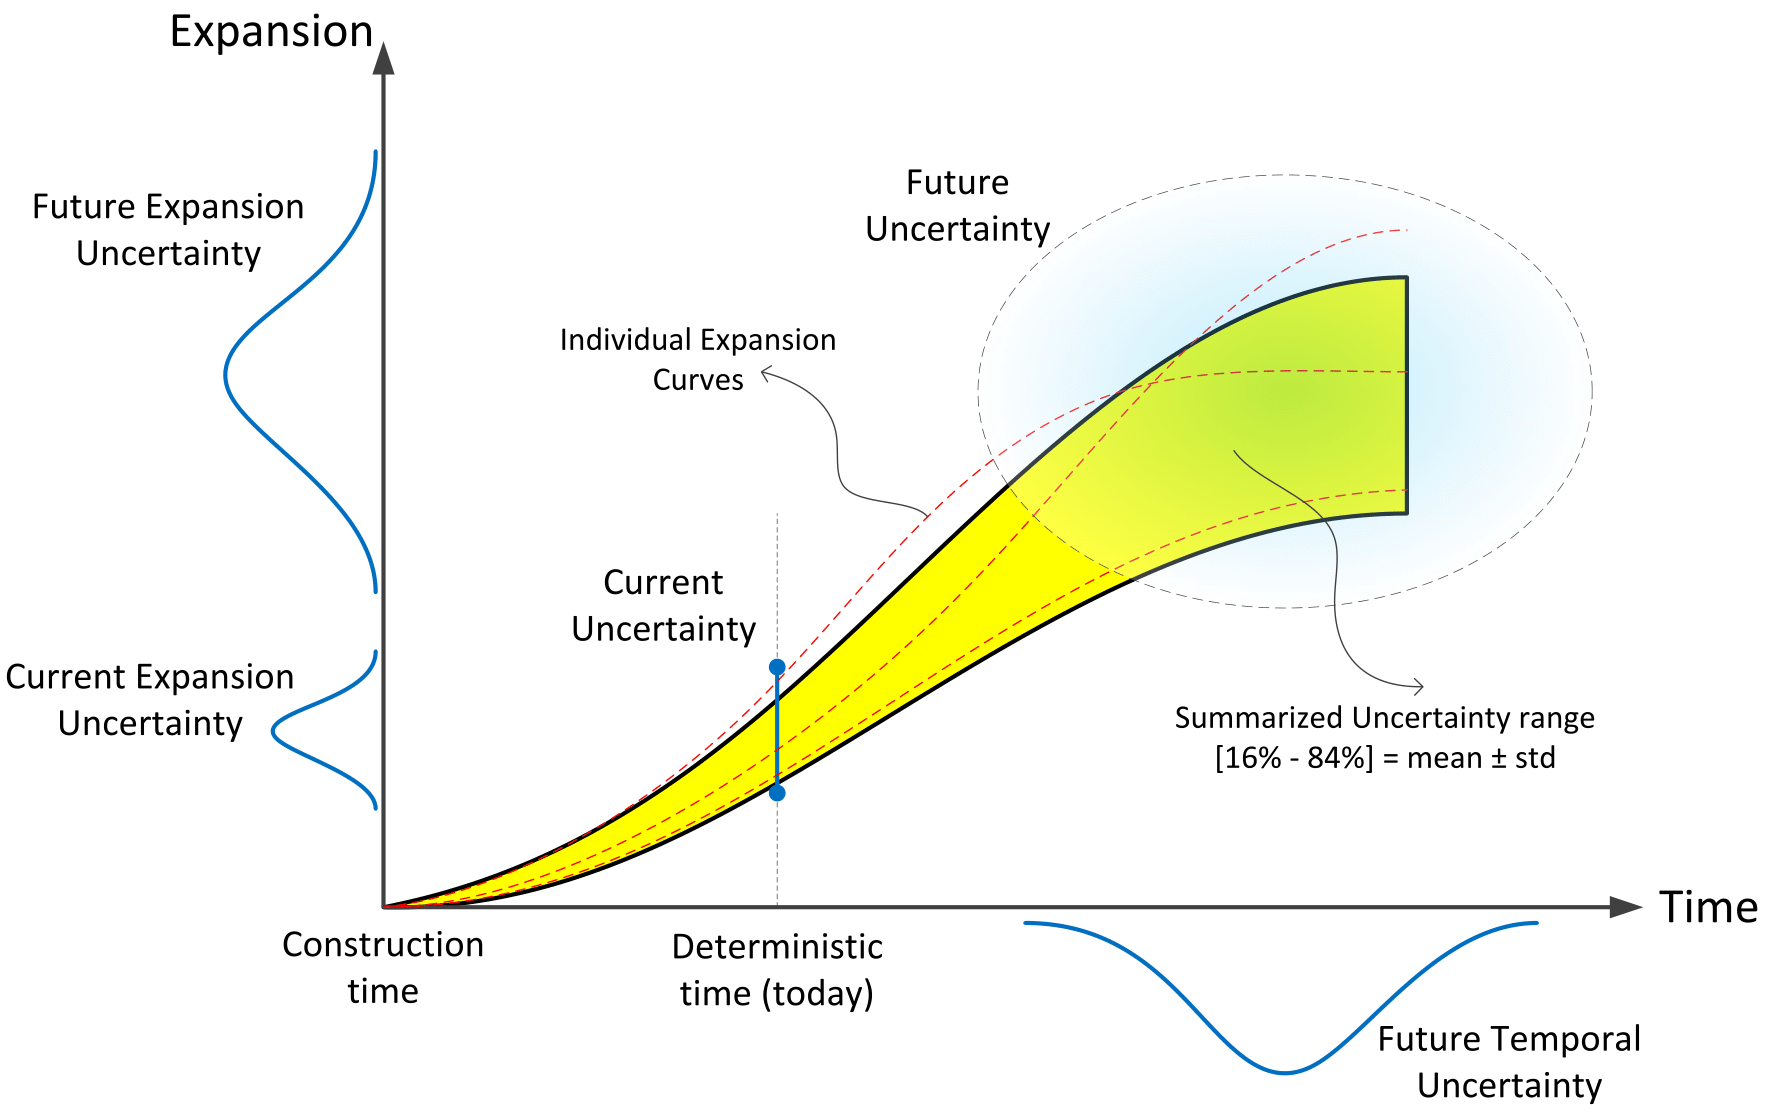 Expansion
Future Expansion
Uncertainty
Future
Uncertainty
Individual Expansion
Curves
Current
Uncertainty
Current Expansion
Uncertainty
Summarized Uncertainty range
[16% - 84%] = mean ± std
Time
Construction
time
Deterministic
time (today)
Future Temporal
Uncertainty